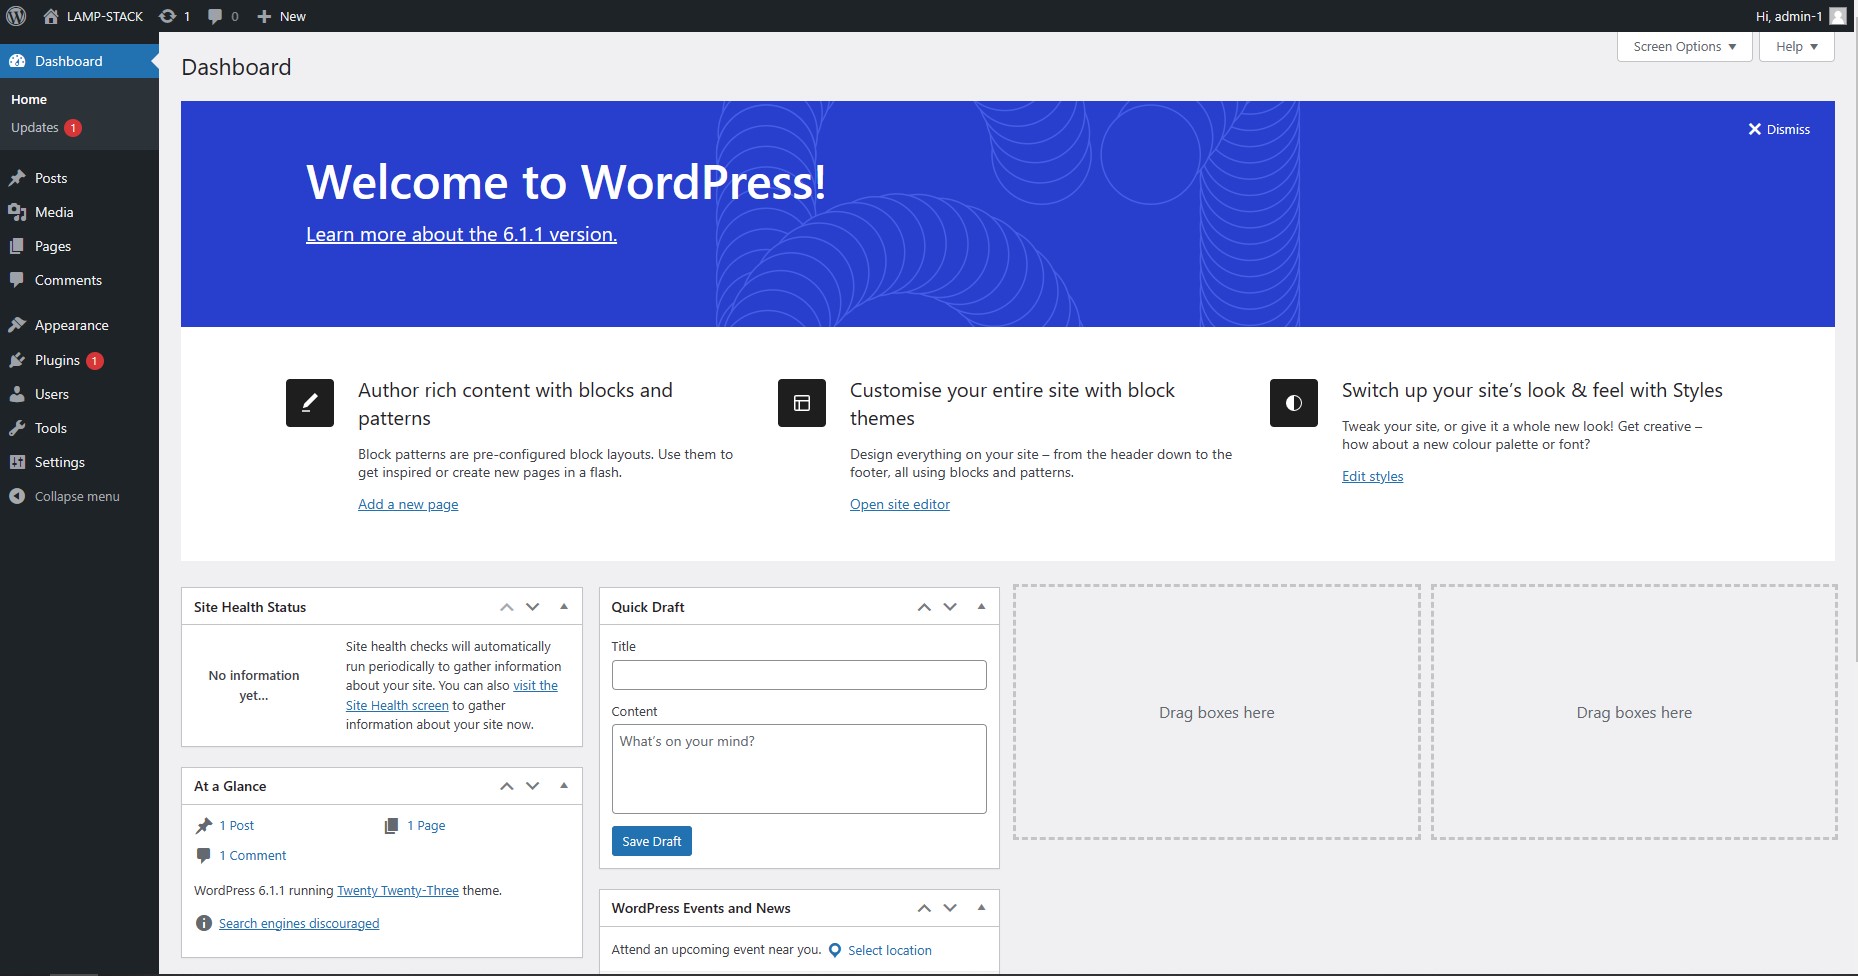 LAMP-STACK 1 0 New Hi, admin-1
Dashboard
Home
Updates 1
Posts
Media
Pages
Comments
Appearance
Plugins 1
Users
Tools
Settings
Collapse menu
Screen Options Help
Dashboard
Dismiss
Welcome to WordPress!
Learn more about the 6.1.1 version.
Author rich content with blocks and
patterns
Block patterns are pre-configured block layouts. Use them to
get inspired or create new pages in a flash.
Add a new page
Customise your entire site with block
themes
Design everything on your site – from the header down to the
footer, all using blocks and patterns.
Open site editor
Switch up your site’s look & feel with Styles
Tweak your site, or give it a whole new look! Get creative –
how about a new colour palette or font?
Edit styles
Site Health Status
No information
yet...
Site health checks will automatically
run periodically to gather information
about your site. You can also visit the
Site Health screen to gather
information about your site now.
At a Glance
1 Post 1 Page
1 Comment
WordPress 6.1.1 running Twenty Twenty-Three theme.
Search engines discouraged
Quick Draft
Title
Content
What’s on your mind?
Save Draft
WordPress Events and News
Attend an upcoming event near you. Select location
Drag boxes here
Drag boxes here